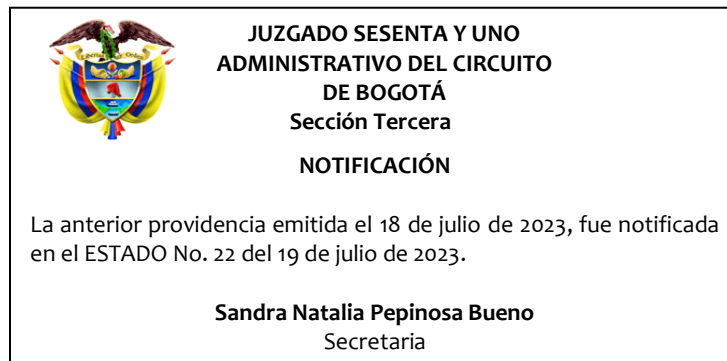 JUZGADO SESENTA Y UNO
ADMINISTRATIVO DEL CIRCUITO
DE BOGOTÁ
Sección Tercera
NOTIFICACIÓN
La anterior providencia emitida el 18 de julio de 2023, fue notificada
en el ESTADO No. 22 del 19 de julio de 2023.
Sandra Natalia Pepinosa Bueno
Secretaria